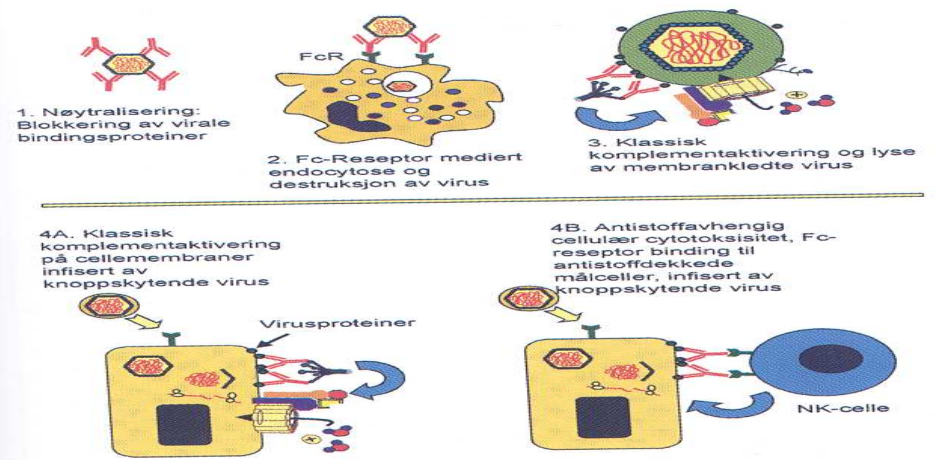 1. Nøytralisering:
Blokkering av virale
bindingsproteiner
FcR
2. Fc-Reseptor mediert
endocytose og
destruksjon av virus
3. Klassisk
komplementaktivering og lyse
av membrankledte virus
4A. Klassisk
komplementaktivering
på cellemembraner
infisert av
knoppskytende virus
Virusproteiner
4B. Antistoffavhengig
cellulær cytotoksisitet, Fc-
reseptor binding til
antistoffdekkede
målceller, infisert av
knoppskytende virus
NK-celle